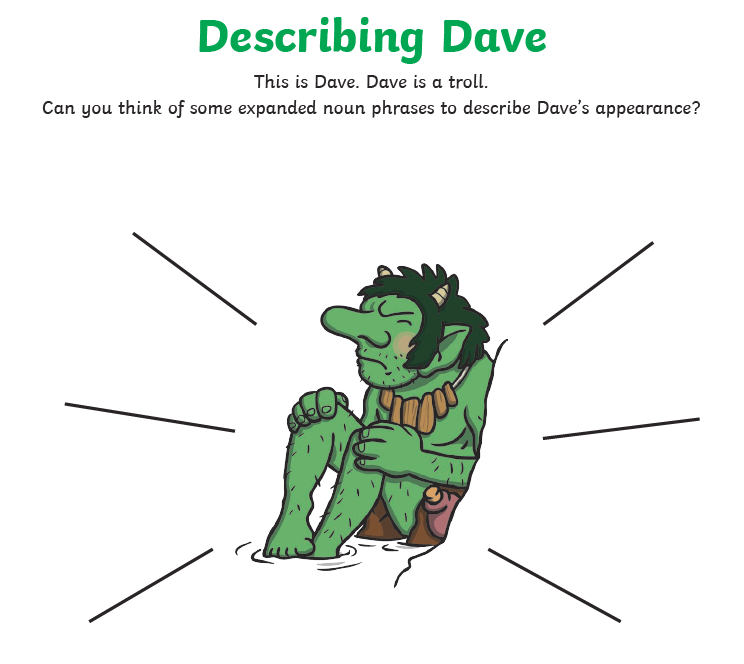 Describing Dave
This is Dave. Dave is a troll.
Can you think of some expanded noun phrases to describe Dave's appearance?